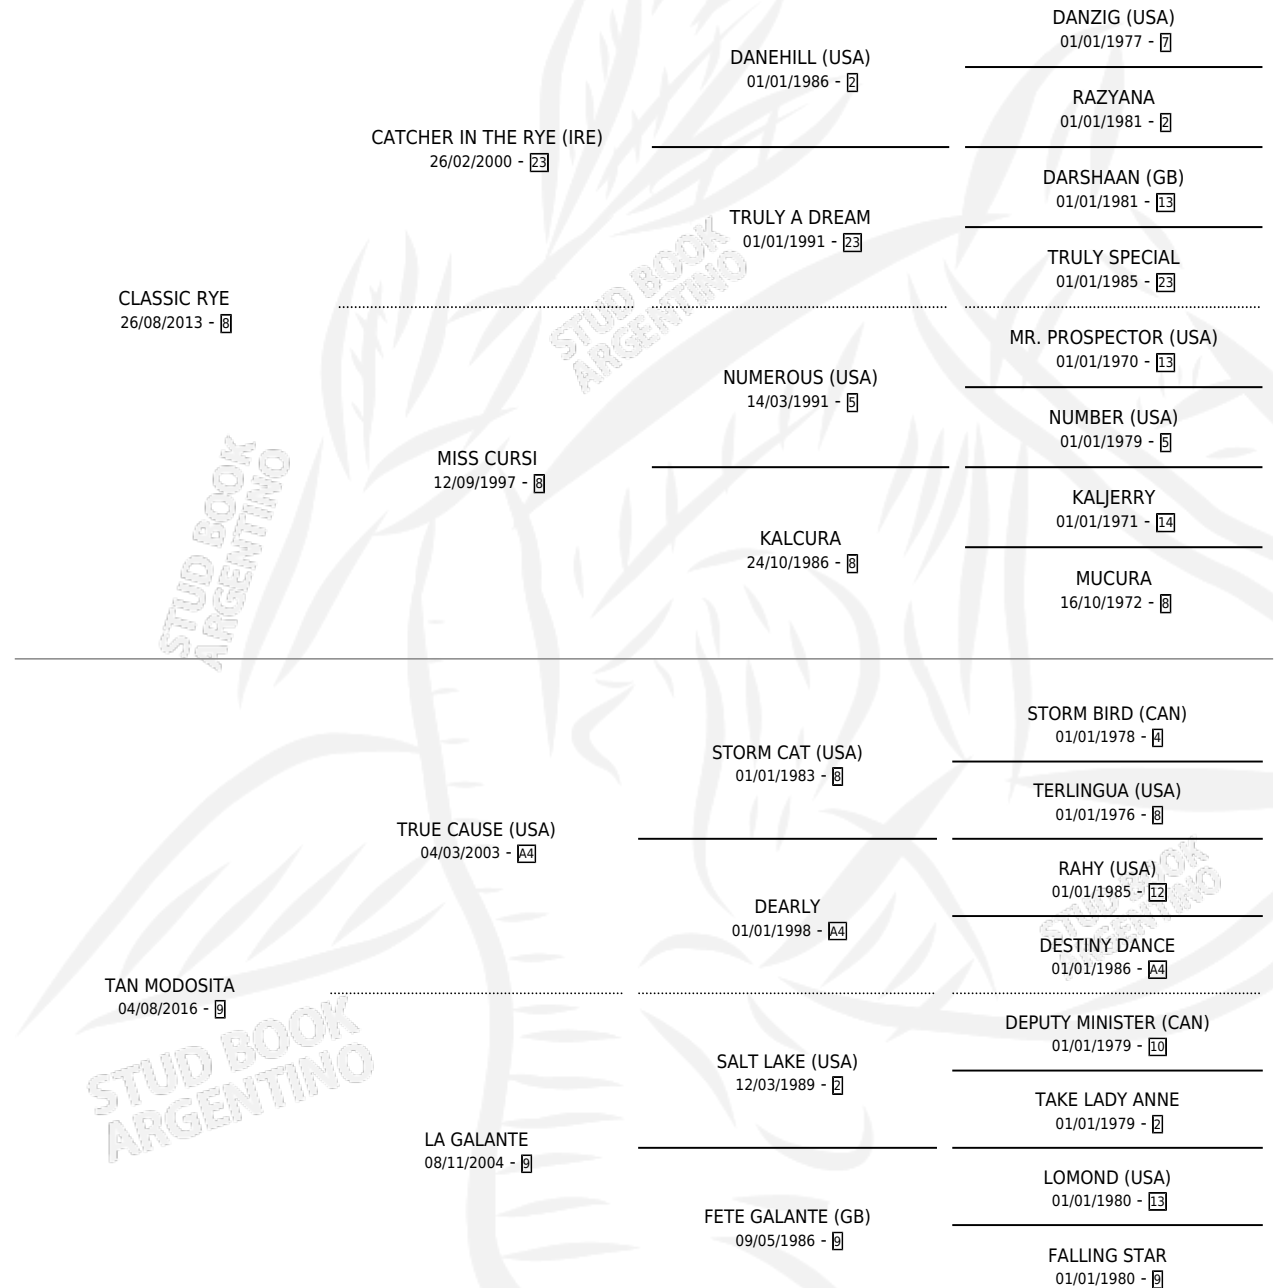 DANZIG (USA)
01/01/1977 - 7
DANEHILL (USA)
01/01/1986 - 2
RAZYANA
01/01/1981 - 2
CATCHER IN THE RYE (IRE)
26/02/2000 - 23
DARSHAAN (GB)
01/01/1981 - 13
TRULY A DREAM
01/01/1991 - 23
TRULY SPECIAL
01/01/1985 - 23
CLASSIC RYE
26/08/2013 - 8
MR. PROSPECTOR (USA)
01/01/1970 - 13
NUMEROUS (USA)
14/03/1991 - 5
NUMBER (USA)
01/01/1979 - 5
MISS CURSI
12/09/1997 - 8
KALJERRY
01/01/1971 - 14
KALCURA
24/10/1986 - 8
MUCURA
16/10/1972 - 8
STORM BIRD (CAN)
01/01/1978 - 4
STORM CAT (USA)
01/01/1983 - 8
TERLINGUA (USA)
01/01/1976 - 8
TRUE CAUSE (USA)
04/03/2003 - A4
RAHY (USA)
01/01/1985 - 12
DEARLY
01/01/1998 - A4
DESTINY DANCE
01/01/1986 - A4
TAN MODOSITA
04/08/2016 - 9
DEPUTY MINISTER (CAN)
01/01/1979 - 10
SALT LAKE (USA)
12/03/1989 - 2
TAKE LADY ANNE
01/01/1979 - 2
LA GALANTE
08/11/2004 - 9
LOMOND (USA)
01/01/1980 - 13
FETE GALANTE (GB)
09/05/1986 - 9
FALLING STAR
01/01/1980 - 9
STUD BOOK
ARGENTINO
STUD BOOK
ARGENTINO
STUD BOOK
ARGENTINO
STUD BOOK
ARGENTINO